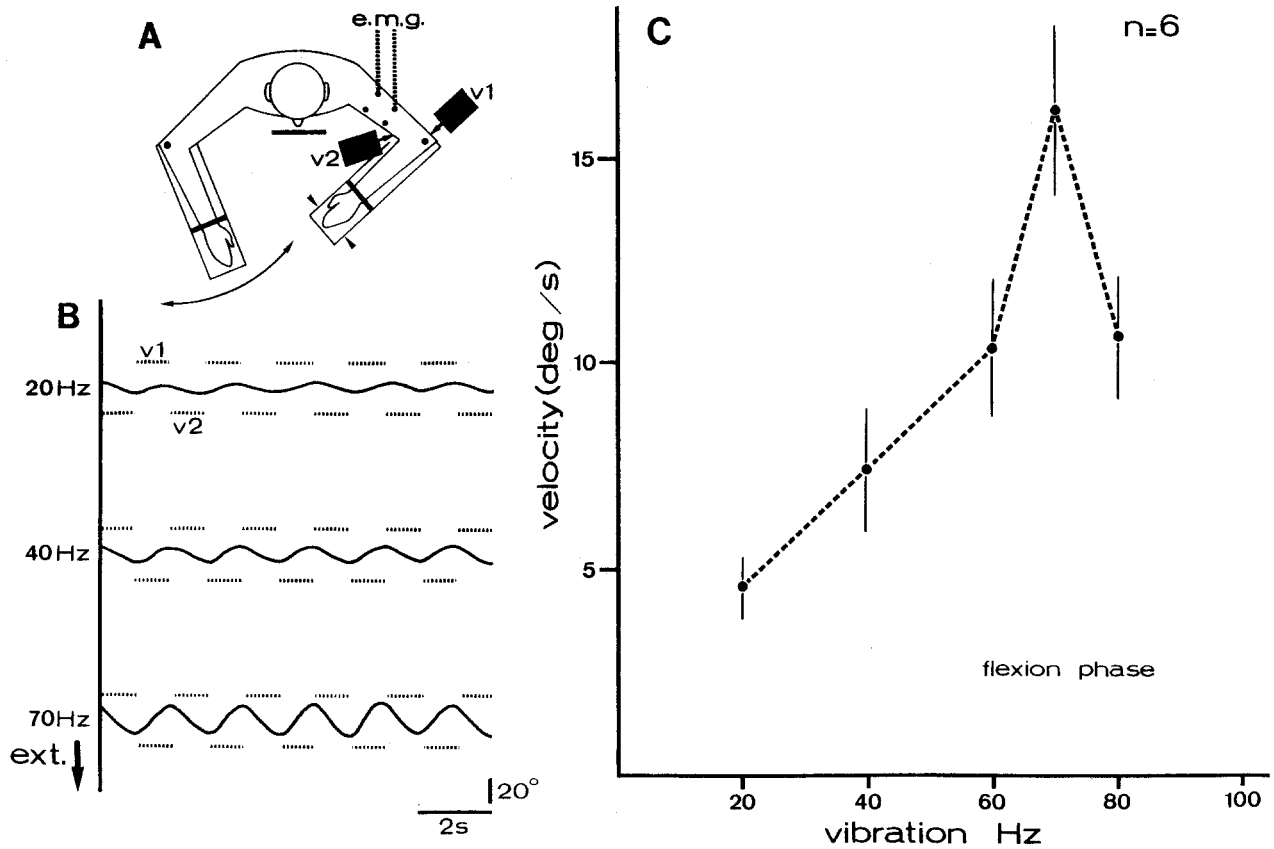 A
e.m.g.
v1
v2
B
v1
20Hz
v2
40Hz
70Hz
ext.
20°
2s
C
n=6
15
10
5
velocity (deg/s)
flexion phase
20 40 60 80 100
vibration Hz